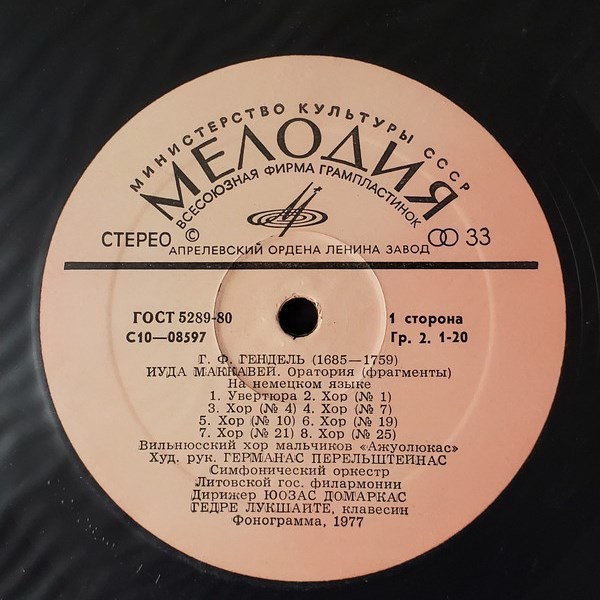 МИНИСТЕРСТВО КУЛЬТУРЫ СССР
МЕЛОДИЯ
ВСЕСОЮЗНАЯ ФИРМА ГРАМПЛАСТИНОК
СТЕРЕО ©
33
АПРЕЛЕВСКИЙ ОРДЕНА ЛЕНИНА ЗАВОД
ГОСТ 5289-80
1 сторона
С10—08597
Гр. 2. 1-20
Г. Ф. ГЕНДЕЛЬ (1685—1759)
ИУДА МАККАВЕЙ. Оратория (фрагменты)
На немецком языке
1. Увертюра 2. Хор (№ 1)
3. Хор (№ 4) 4. Хор (№ 7)
5. Хор (№ 10) 6. Хор (№ 19)
7. Хор (№ 21) 8. Хор (№ 25)
Вильнюсский хор мальчиков «Ажуолюкас»
Худ. рук. ГЕРМАНАС ПЕРЕЛЬШТЕЙНАС
Симфонический оркестр
Литовской гос. филармонии
Дирижер ЮОЗАС ДОМАРКАС
ГЕДРЕ ЛУКШАЙТЕ, клавесин
Фонограмма, 1977